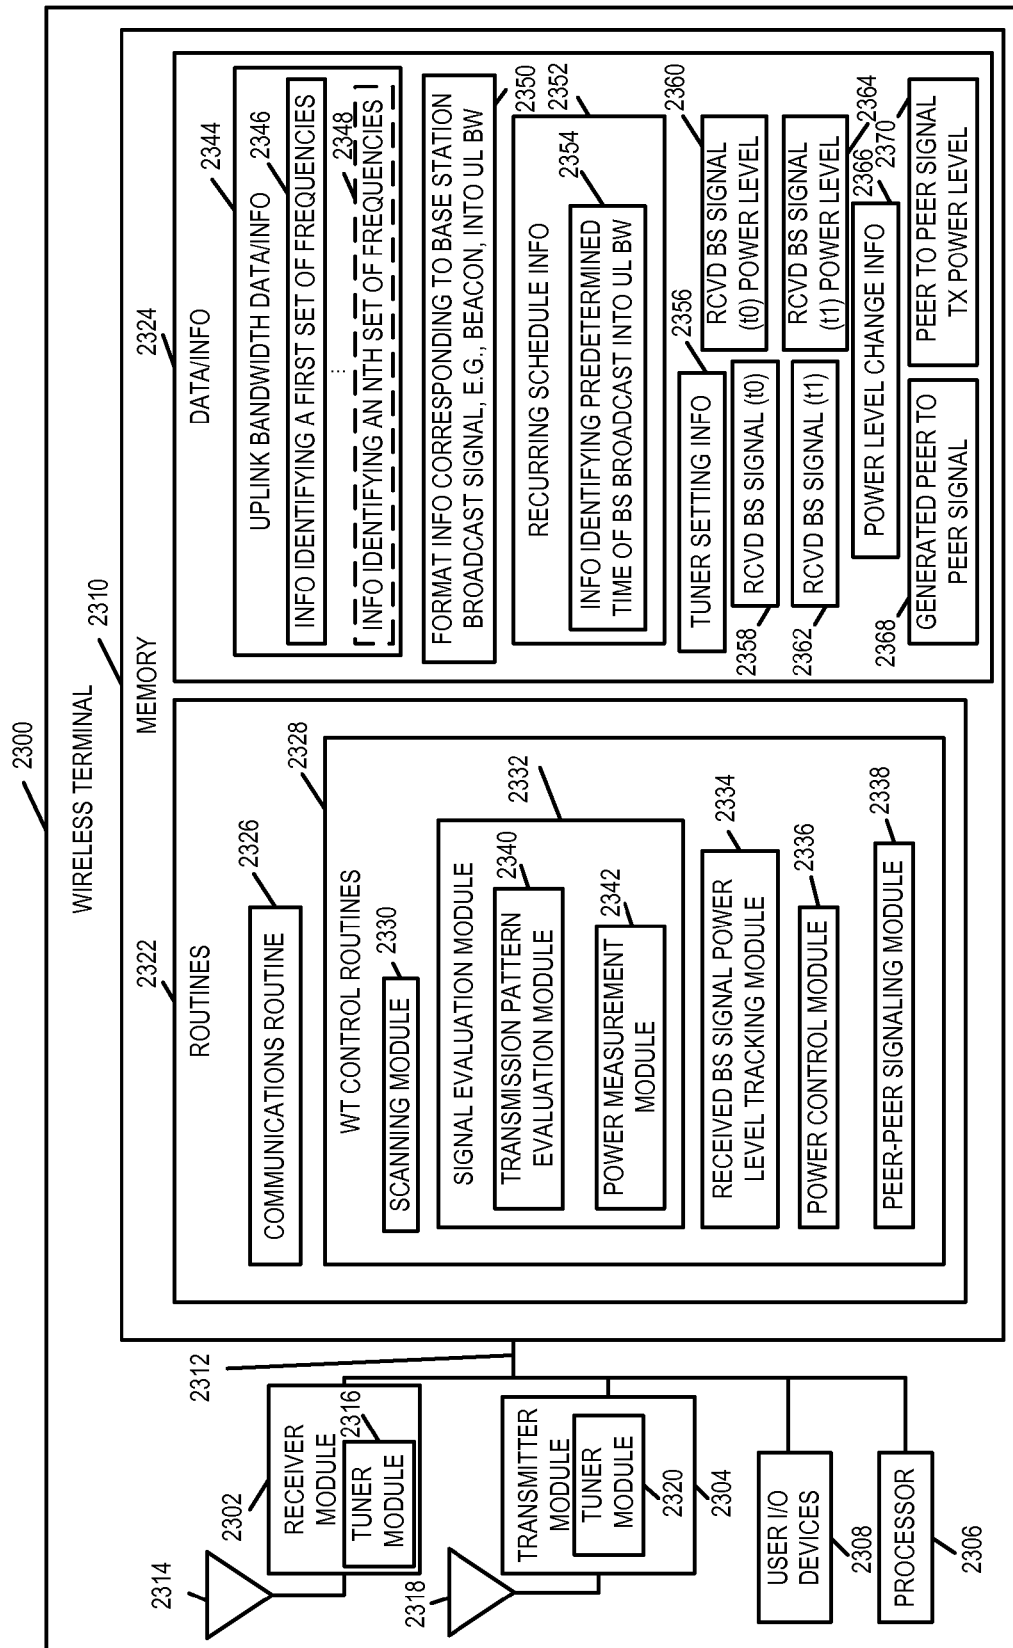 2300
WIRELESS TERMINAL
2310
MEMORY
2314
2302
RECEIVER
MODULE
2316
TUNER
MODULE
2312
2318
TRANSMITTER
MODULE
TUNER
MODULE
2320
2304
USER I/O
DEVICES
2308
PROCESSOR
2306
2322
ROUTINES
2326
COMMUNICATIONS ROUTINE
2328
WT CONTROL ROUTINES
2330
SCANNING MODULE
2332
SIGNAL EVALUATION MODULE
2340
TRANSMISSION PATTERN
EVALUATION MODULE
2342
POWER MEASUREMENT
MODULE
2334
RECEIVED BS SIGNAL POWER
LEVEL TRACKING MODULE
2336
POWER CONTROL MODULE
2338
PEER-PEER SIGNALING MODULE
2324
DATA/INFO
2344
UPLINK BANDWIDTH DATA/INFO
2346
INFO IDENTIFYING A FIRST SET OF FREQUENCIES
...
2348
INFO IDENTIFYING AN NTH SET OF FREQUENCIES
2350
FORMAT INFO CORRESPONDING TO BASE STATION
BROADCAST SIGNAL, E.G., BEACON, INTO UL BW
2352
RECURRING SCHEDULE INFO
2354
INFO IDENTIFYING PREDETERMINED
TIME OF BS BROADCAST INTO UL BW
2356
TUNER SETTING INFO
2358
RCVD BS SIGNAL (t0)
2360
RCVD BS SIGNAL
(t0) POWER LEVEL
2362
RCVD BS SIGNAL (t1)
2364
RCVD BS SIGNAL
(t1) POWER LEVEL
2366
POWER LEVEL CHANGE INFO
2368
GENERATED PEER TO
PEER SIGNAL
2370
PEER TO PEER SIGNAL
TX POWER LEVEL